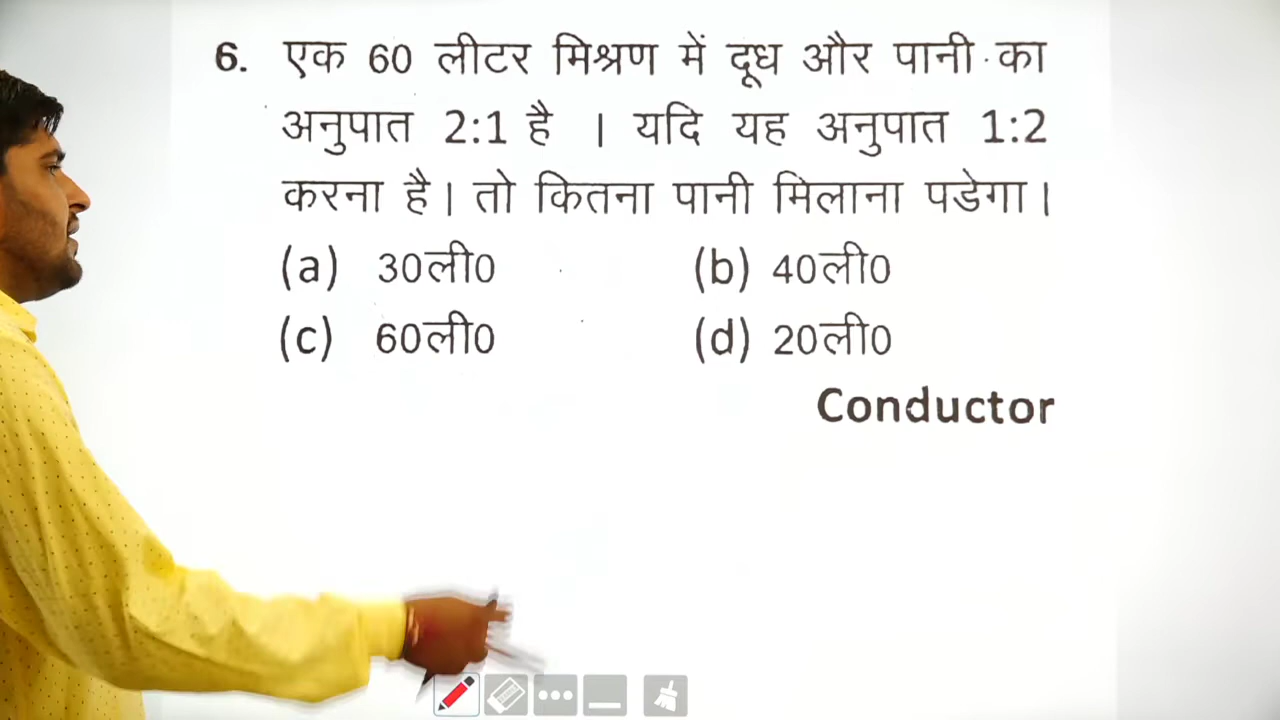 6. एक 60 लीटर मिश्रण में दूध और पानी का
अनुपात 2:1 है । यदि यह अनुपात 1:2
करना है। तो कितना पानी मिलाना पडेगा।
(a) 30ली0 (b) 40ली0
(c) 60ली0 (d) 20ली0
Conductor